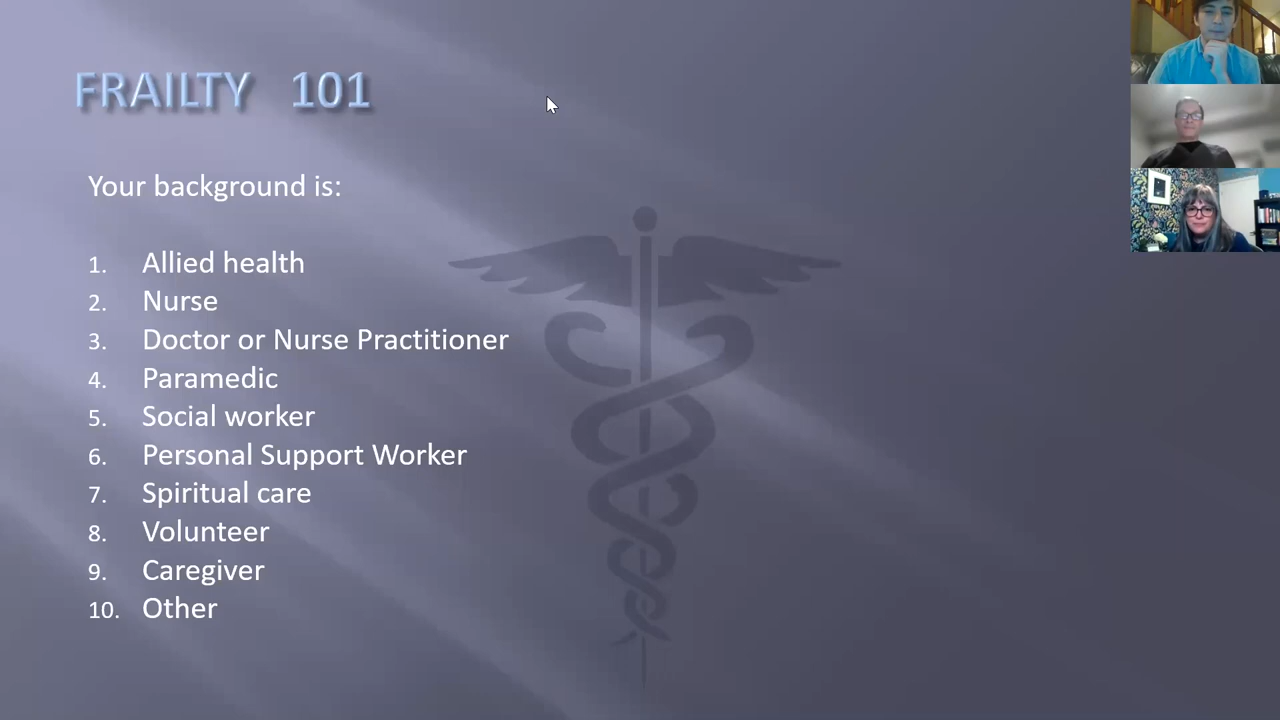 FRAILTY 101
Your background is:
1. Allied health
2. Nurse
3. Doctor or Nurse Practitioner
4. Paramedic
5. Social worker
6. Personal Support Worker
7. Spiritual care
8. Volunteer
9. Caregiver
10. Other